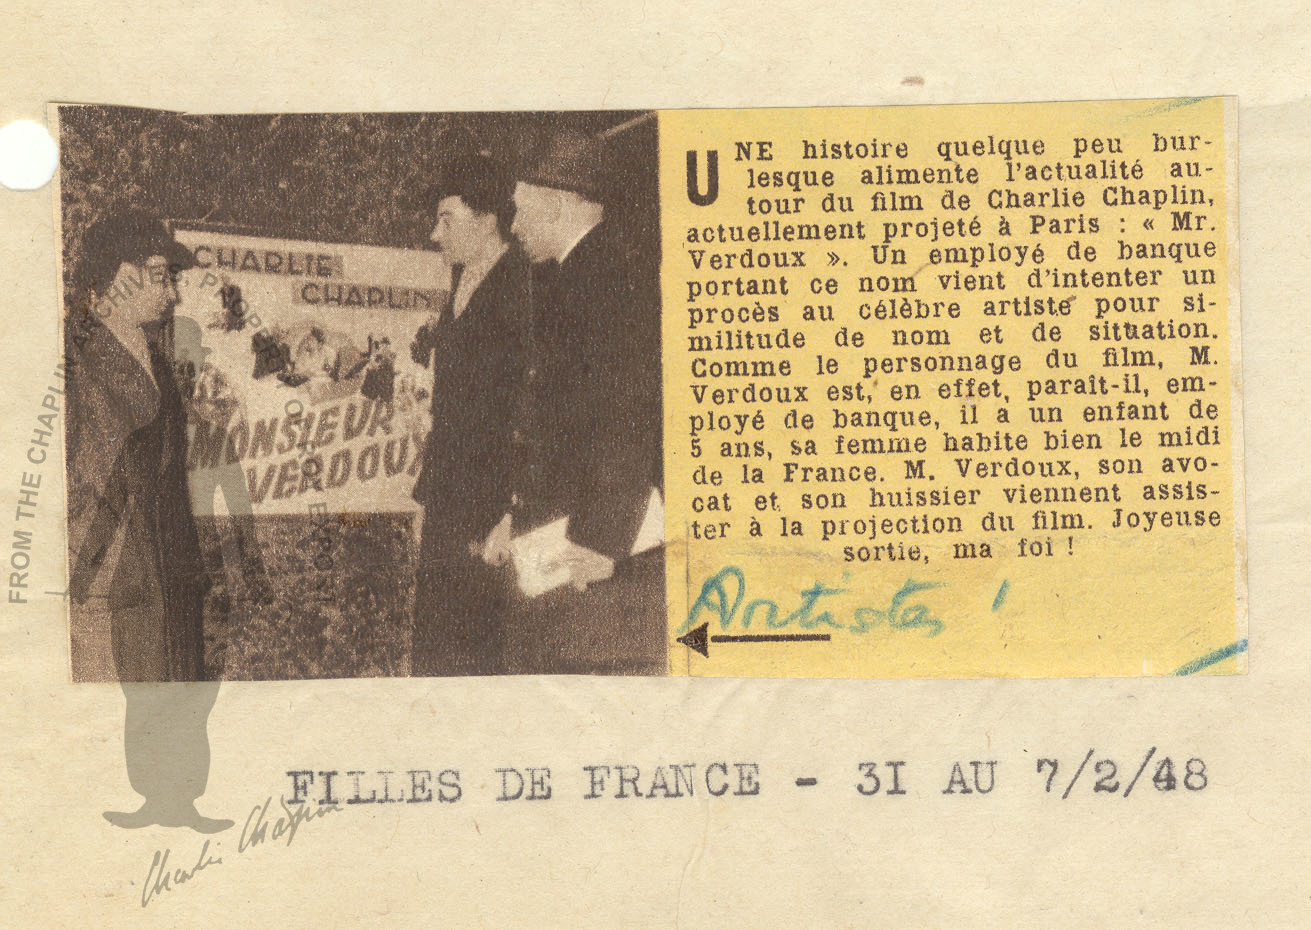 CHARLIE
CHAPLIN
MONSIEUR
VERDOUX
UNE histoire quelque peu bur-
lesque alimente l'actualité au-
tour du film de Charlie Chaplin,
actuellement projeté à Paris : « Mr.
Verdoux ». Un employé de banque
portant ce nom vient d'intenter un
procès au célèbre artiste pour si-
militude de nom et de situation.
Comme le personnage du film, M.
Verdoux est, en effet, paraît-il, em-
ployé de banque, il a un enfant de
5 ans, sa femme habite bien le midi
de la France. M. Verdoux, son avo-
cat et son huissier viennent assis-
ter à la projection du film. Joyeuse
sortie, ma foi !
FILLES DE FRANCE - 3I AU 7/2/48
FROM THE CHAPLIN ARCHIVES, PROPERTY OF ROY EXPORT
Charlie Chaplin